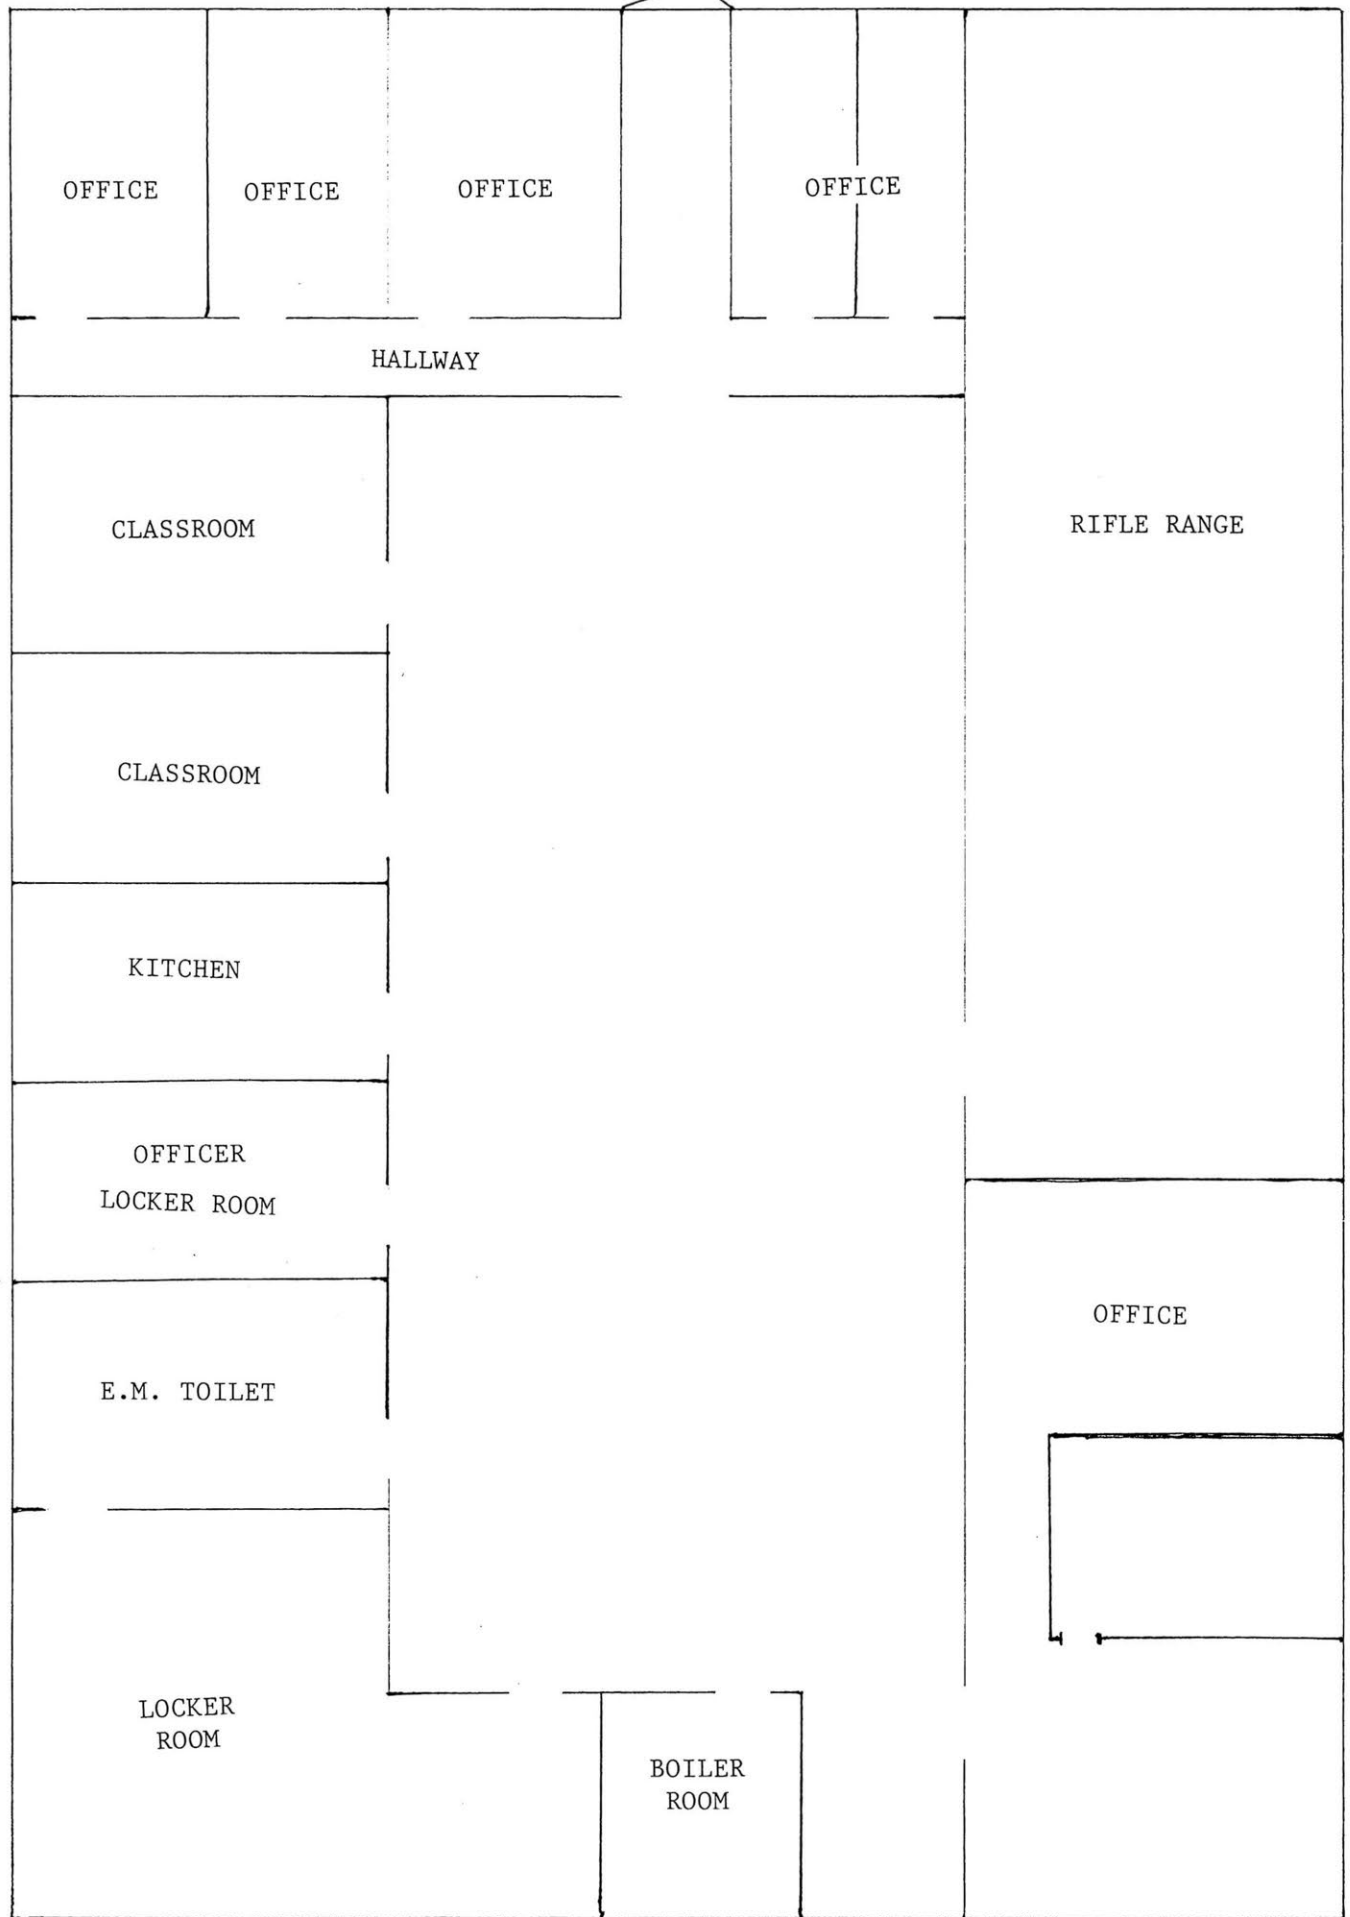 OFFICE
OFFICE
OFFICE
OFFICE
HALLWAY
CLASSROOM
RIFLE RANGE
CLASSROOM
KITCHEN
OFFICER
LOCKER ROOM
OFFICE
E.M. TOILET
LOCKER
ROOM
BOILER
ROOM